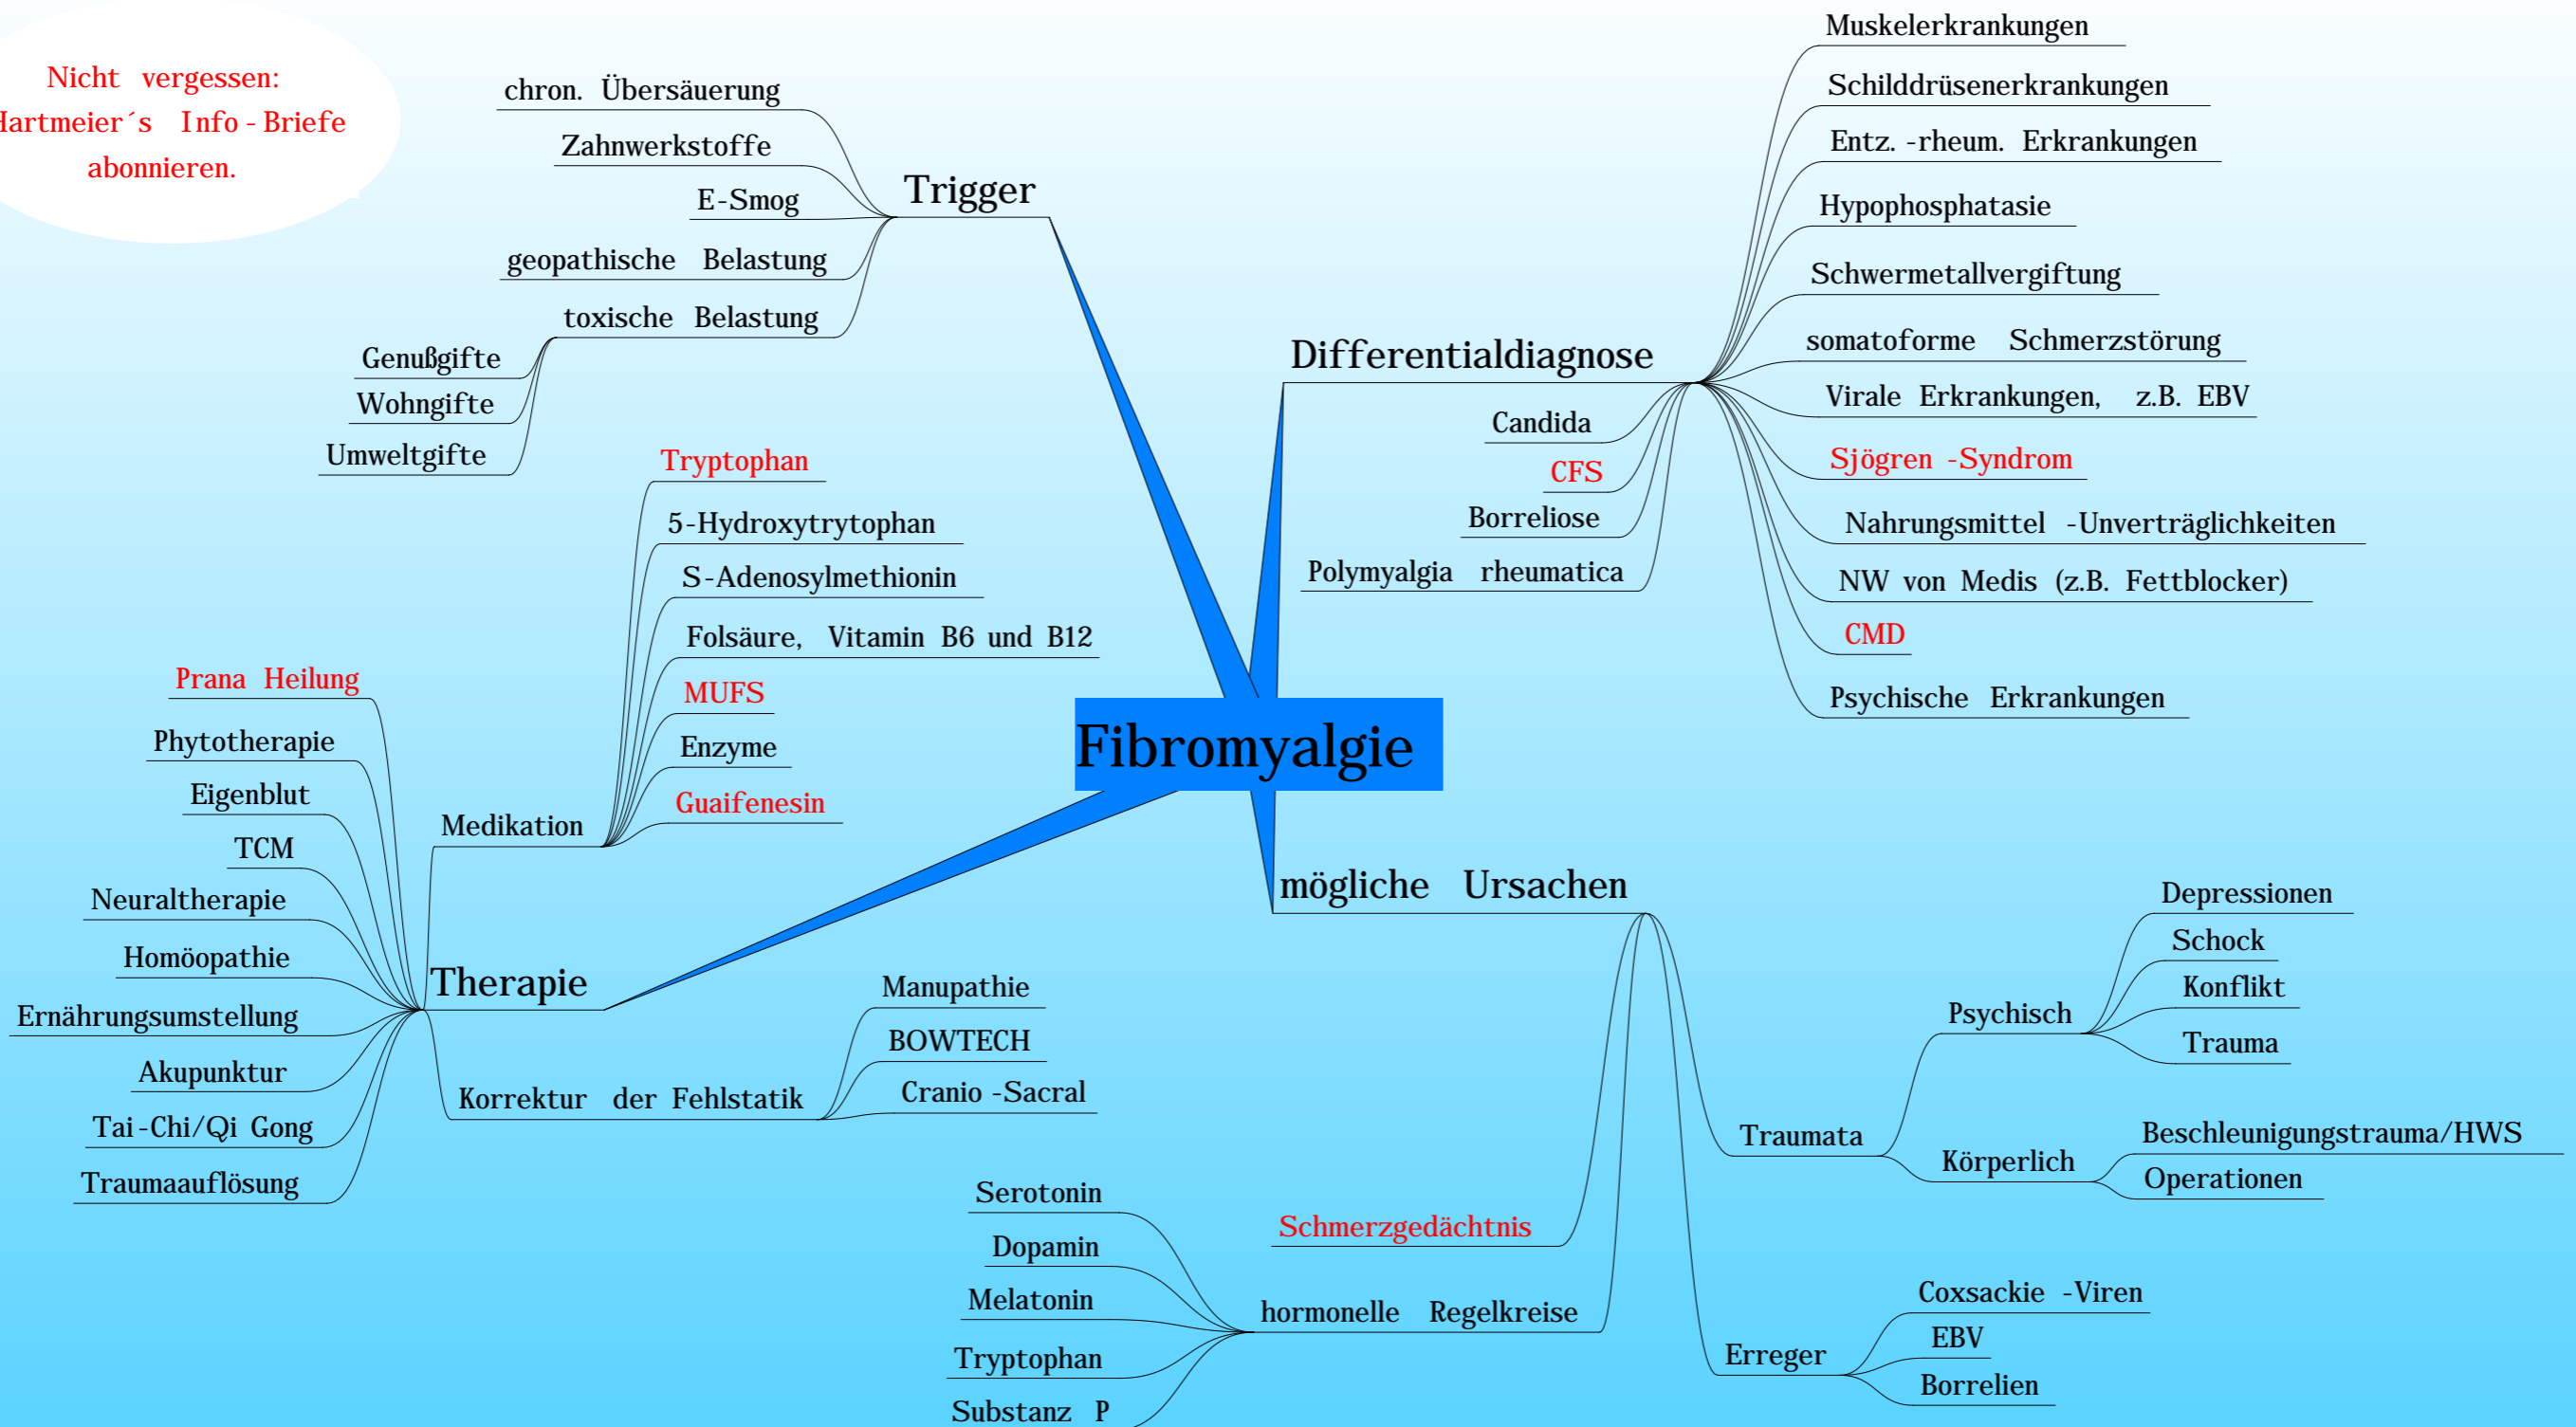 Nicht vergessen:
Hartmeier´s Info-Briefe
abonnieren.
Fibromyalgie
Trigger
chron. Übersäuerung
Zahnwerkstoffe
E-Smog
geopathische Belastung
toxische Belastung
Genußgifte
Wohngifte
Umweltgifte
Differentialdiagnose
Muskelerkrankungen
Schilddrüsenerkrankungen
Entz.-rheum. Erkrankungen
Hypophosphatasie
Schwermetallvergiftung
somatoforme Schmerzstörung
Virale Erkrankungen, z.B. EBV
Sjögren-Syndrom
Nahrungsmittel-Unverträglichkeiten
NW von Medis (z.B. Fettblocker)
CMD
Psychische Erkrankungen
Candida
CFS
Borreliose
Polymyalgia rheumatica
Therapie
Medikation
Tryptophan
5-Hydroxytrytophan
S-Adenosylmethionin
Folsäure, Vitamin B6 und B12
MUFS
Enzyme
Guaifenesin
Prana Heilung
Phytotherapie
Eigenblut
TCM
Neuraltherapie
Homöopathie
Ernährungsumstellung
Akupunktur
Tai-Chi/Qi Gong
Traumaauflösung
Korrektur der Fehlstatik
Manupathie
BOWTECH
Cranio-Sacral
mögliche Ursachen
Traumata
Psychisch
Depressionen
Schock
Konflikt
Trauma
Körperlich
Beschleunigungstrauma/HWS
Operationen
Schmerzgedächtnis
hormonelle Regelkreise
Serotonin
Dopamin
Melatonin
Tryptophan
Substanz P
Erreger
Coxsackie-Viren
EBV
Borrelien